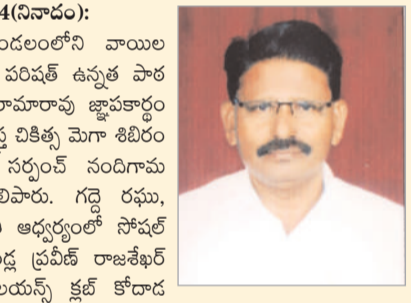 4(నినాదం):
ండలంలోని వాయిల
పరిషత్ ఉన్నత పాఠ
రామారావు జ్ఞాపకార్థం
స్త చికిత్స మెగా శిబిరం
సర్పంచ్ నందిగామ
లిపారు. గద్దె రఘు,
ఆధ్వర్యంలో సోషల్
డ్ల ప్రవీణ్ రాజశేఖర్
లయన్స్ క్లబ్ కోదాడ